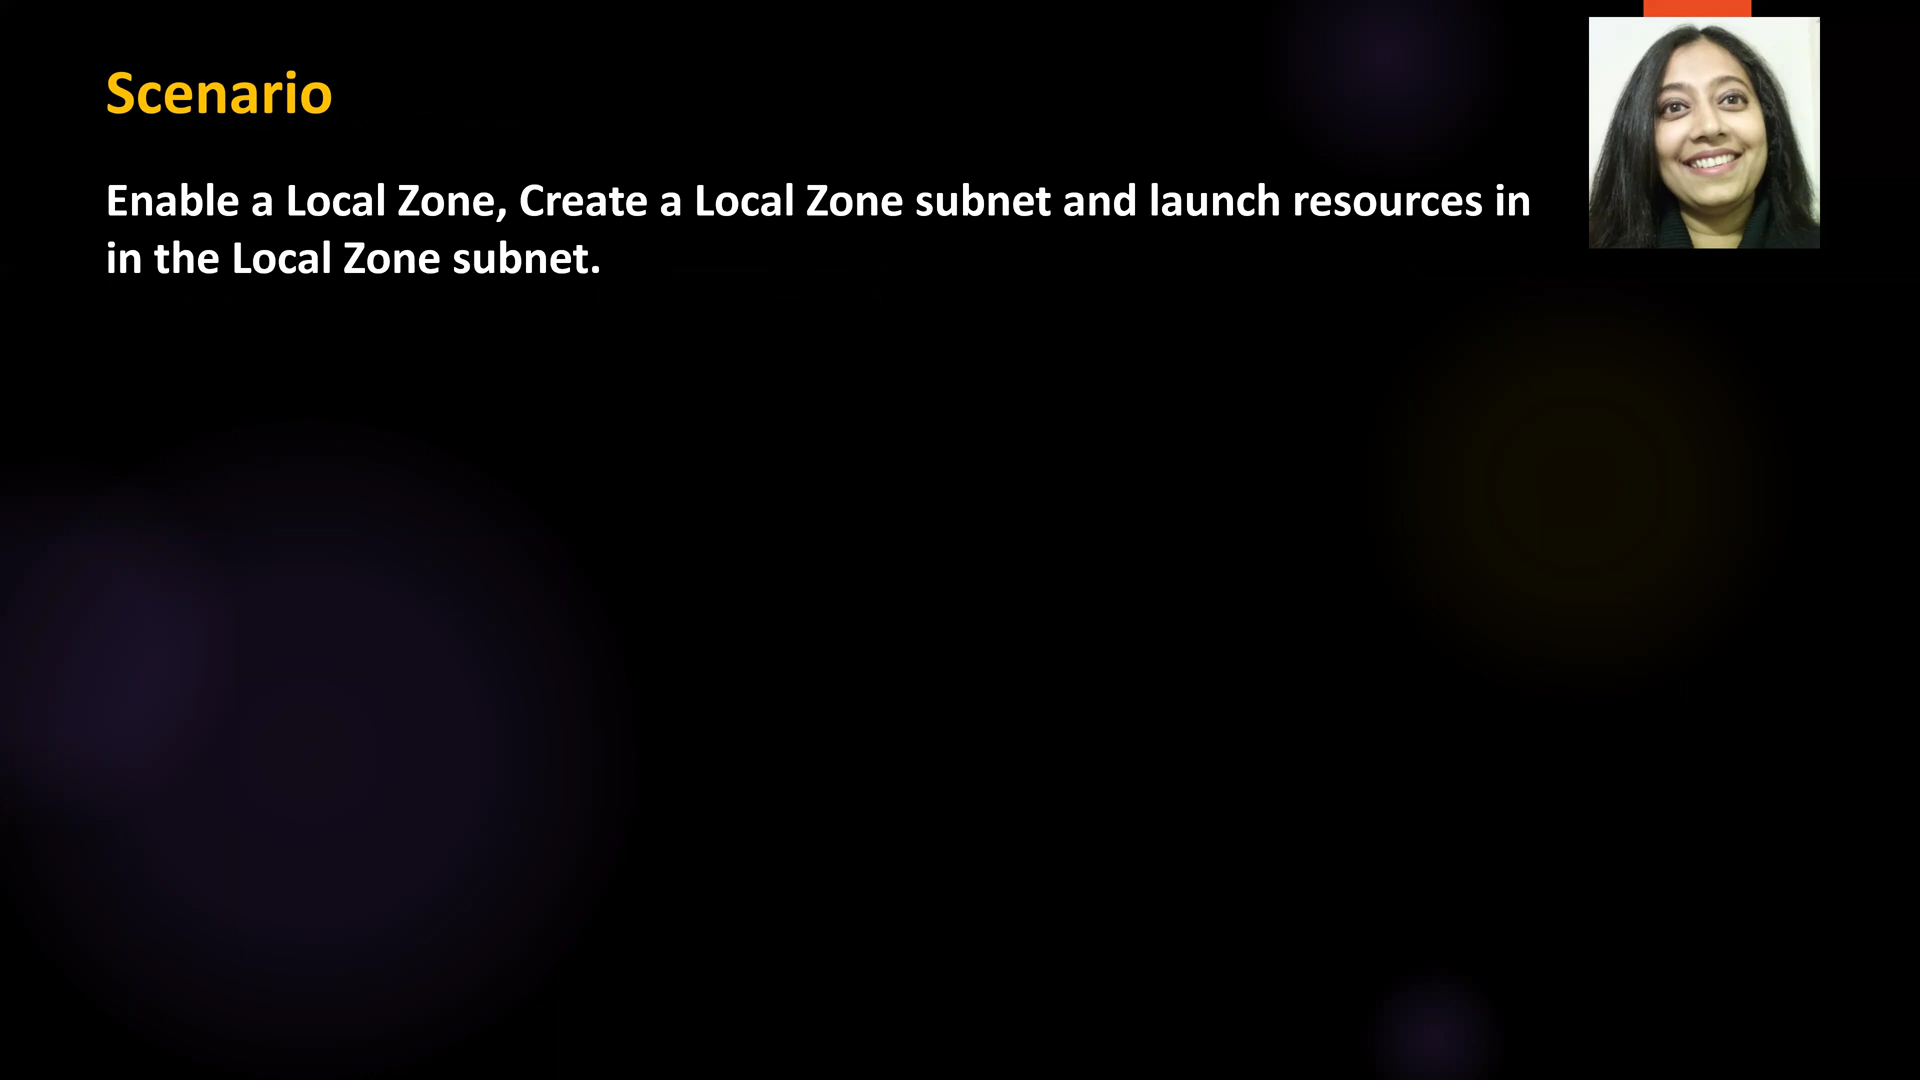 Scenario
Enable a Local Zone, Create a Local Zone subnet and launch resources in
in the Local Zone subnet.